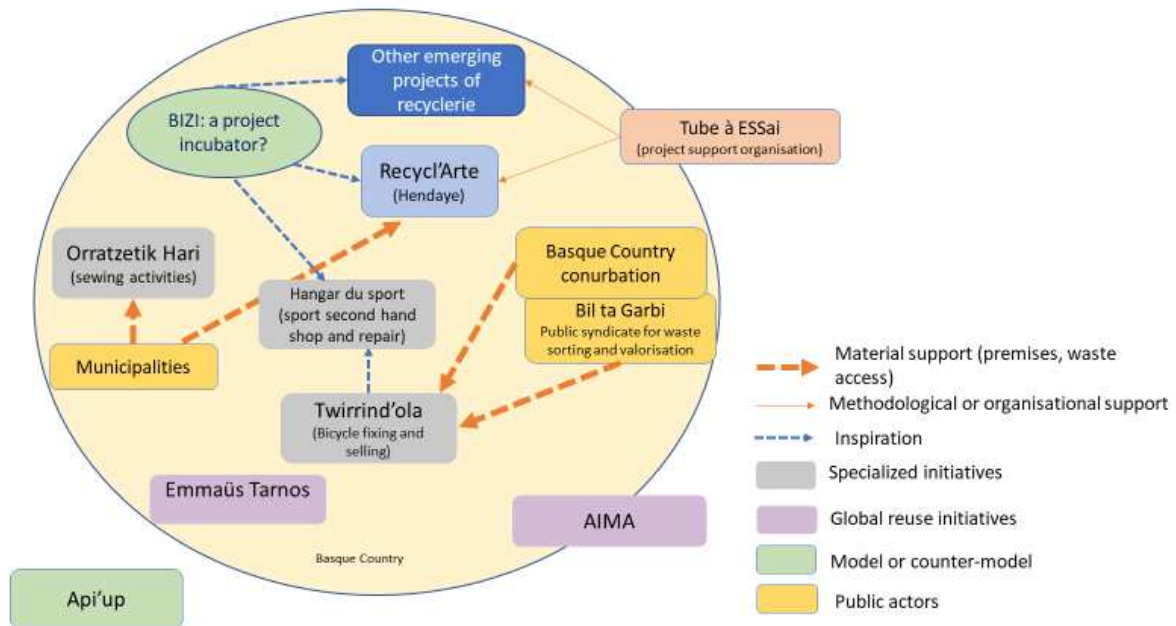 Other emerging
projects of
recyclerie
BIZI: a project
incubator?
Tube à ESSai
(project support organisation)
Recycl'Arte
(Hendaye)
Orratzetik Hari
(sewing activities)
Basque Country
conurbation
Hangar du sport
(sport second hand
shop and repair)
Bil ta Garbi
Public syndicate for waste
sorting and valorisation
Municipalities
Twirrind'ola
(Bicycle fixing and
selling)
Emmaüs Tarnos
AIMA
Basque Country
Api'up
Material support (premises, waste
access)
Methodological or organisational support
Inspiration
Specialized initiatives
Global reuse initiatives
Model or counter-model
Public actors